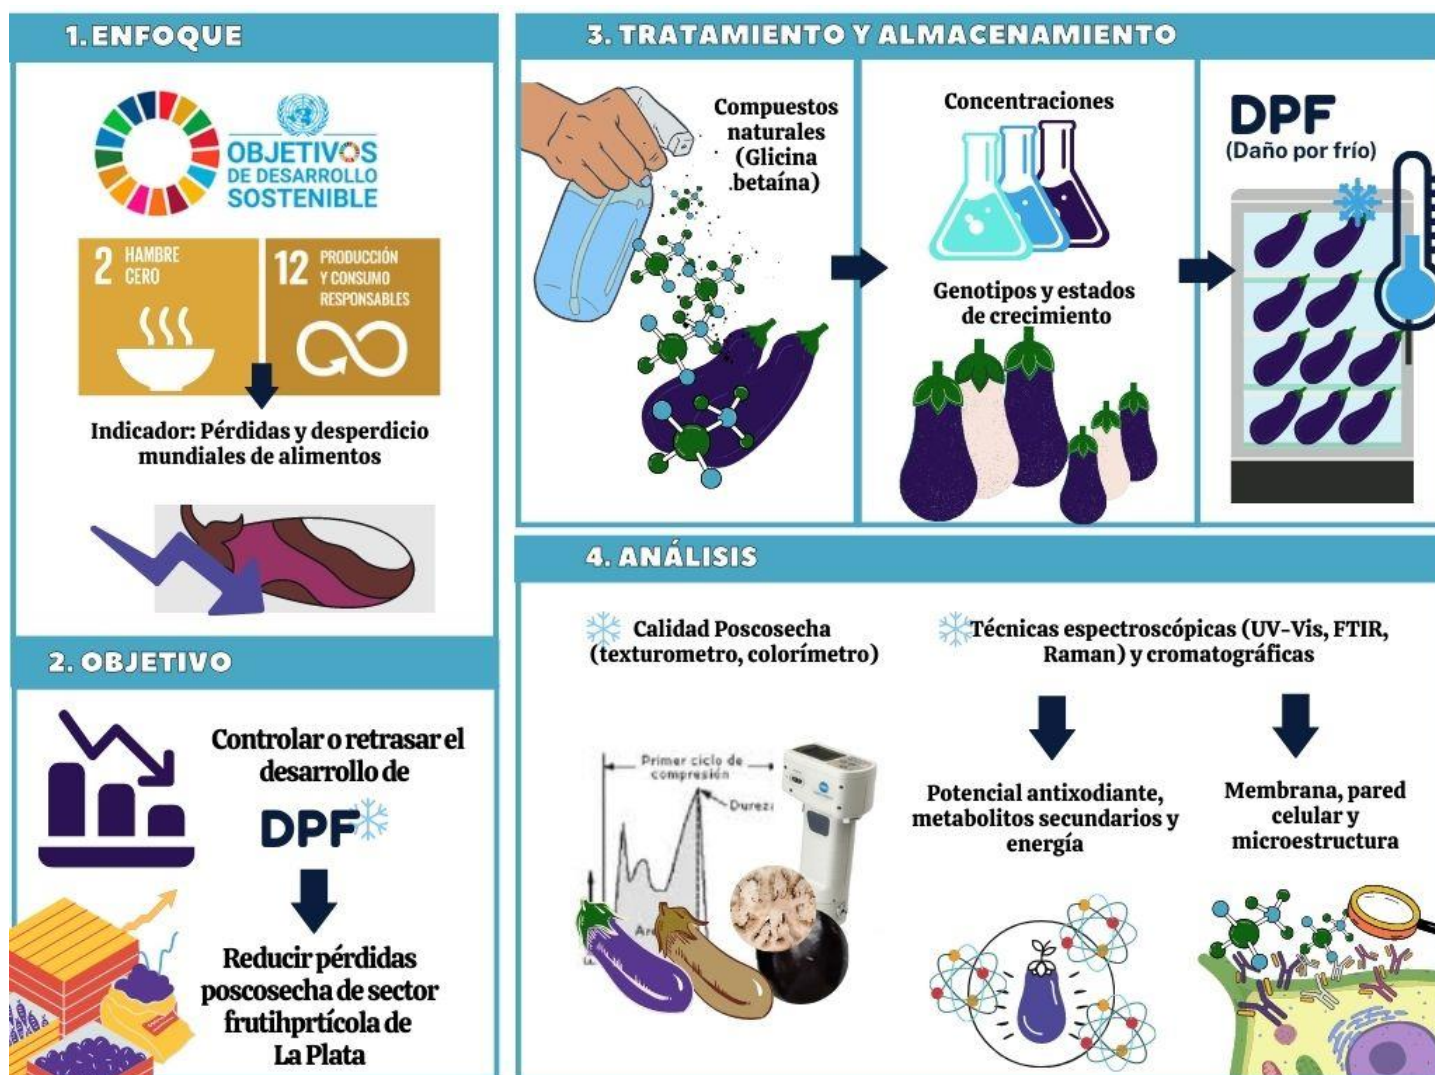 1. ENFOQUE
OBJETIVOS
DE DESARROLLO
SOSTENIBLE
2 HAMBRE
CERO
12 PRODUCCIÓN
Y CONSUMO
RESPONSABLES
Indicador: Pérdidas y desperdicio
mundiales de alimentos
2. OBJETIVO
Controlar o retrasar el
desarrollo de
DPF
Reducir pérdidas
poscosecha de sector
frutihprtícola de
La Plata
3. TRATAMIENTO Y ALMACENAMIENTO
Compuestos
naturales
(Glicina
.betaína)
Concentraciones
Genotipos y estados
de crecimiento
DPF
(Daño por frío)
4. ANÁLISIS
Calidad Poscosecha
(texturometro, colorímetro)
Primer ciclo de
compresión
Técnicas espectroscópicas (UV-Vis, FTIR,
Raman) y cromatográficas
Potencial antixodiante,
metabolitos secundarios y
energía
Membrana, pared
celular y
microestructura